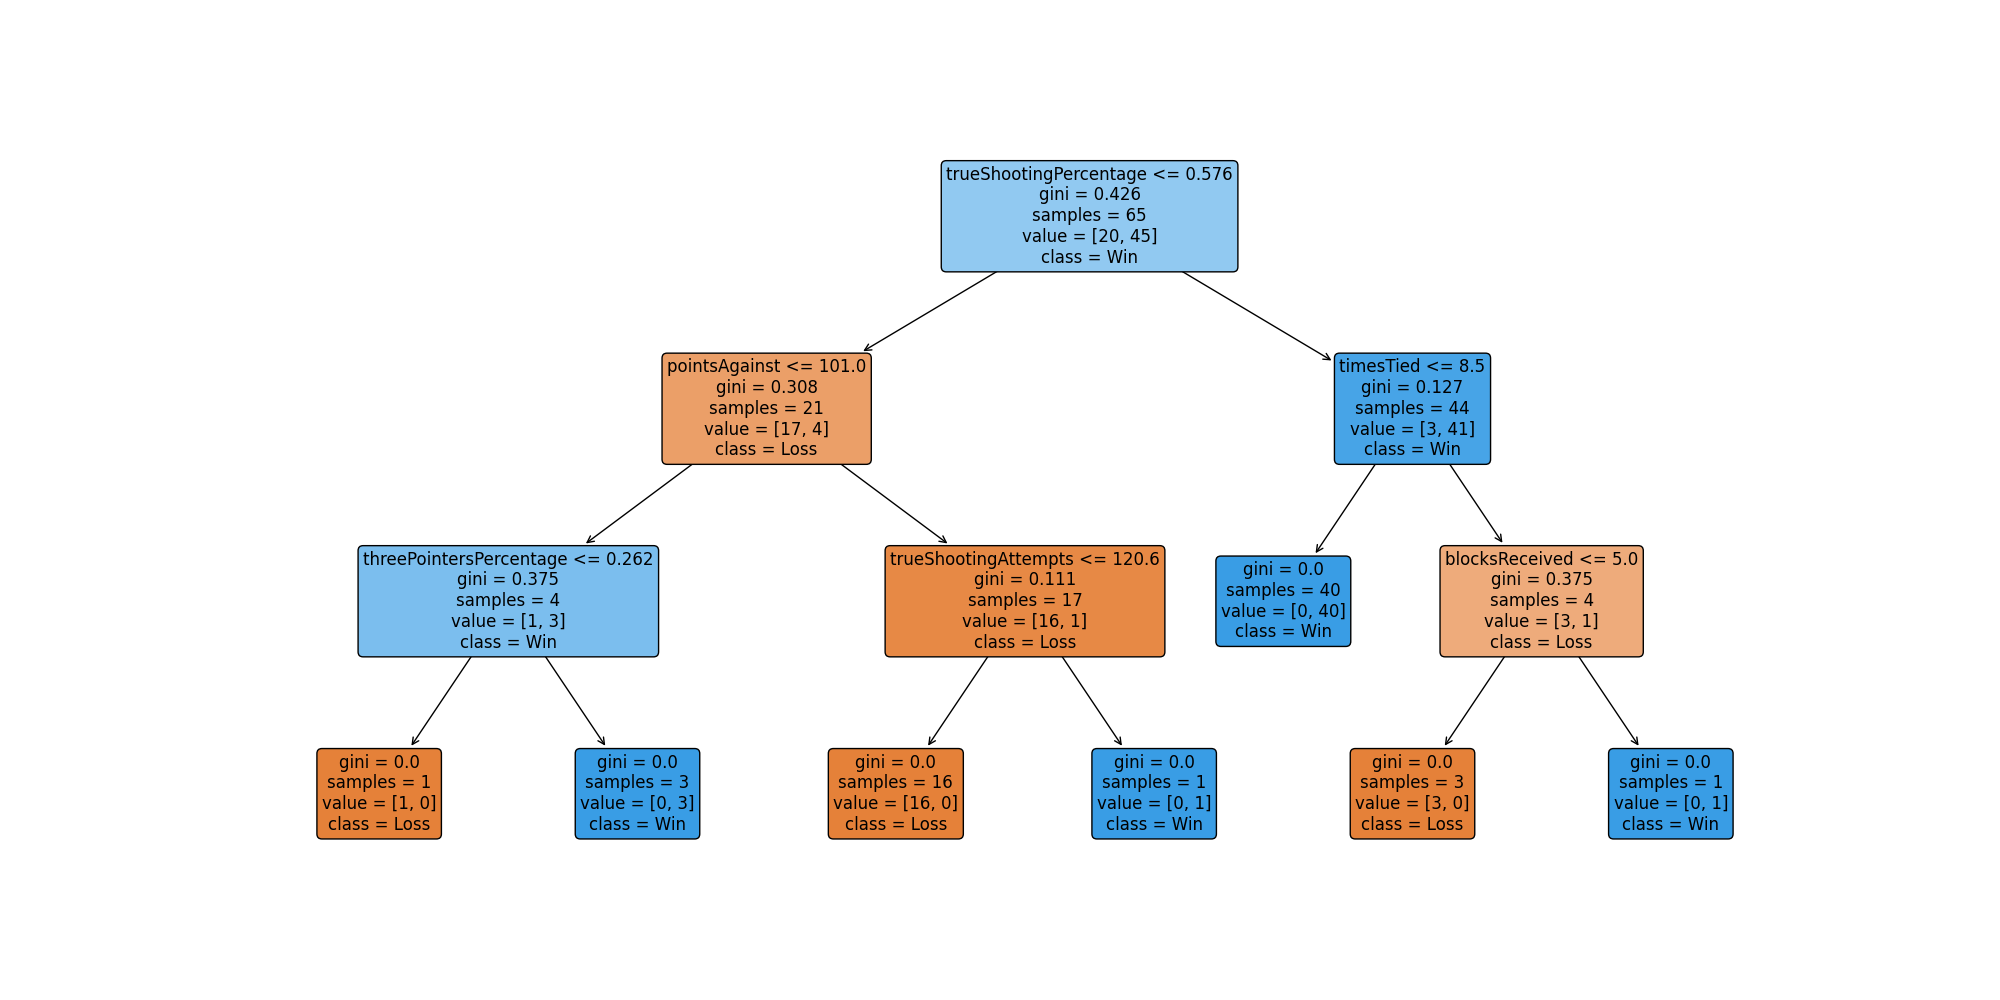 trueShootingPercentage <= 0.576
gini = 0.426
samples = 65
value = [20, 45]
class = Win
pointsAgainst <= 101.0
gini = 0.308
samples = 21
value = [17, 4]
class = Loss
timesTied <= 8.5
gini = 0.127
samples = 44
value = [3, 41]
class = Win
threePointersPercentage <= 0.262
gini = 0.375
samples = 4
value = [1, 3]
class = Win
trueShootingAttempts <= 120.6
gini = 0.111
samples = 17
value = [16, 1]
class = Loss
gini = 0.0
samples = 40
value = [0, 40]
class = Win
blocksReceived <= 5.0
gini = 0.375
samples = 4
value = [3, 1]
class = Loss
gini = 0.0
samples = 1
value = [1, 0]
class = Loss
gini = 0.0
samples = 3
value = [0, 3]
class = Win
gini = 0.0
samples = 16
value = [16, 0]
class = Loss
gini = 0.0
samples = 1
value = [0, 1]
class = Win
gini = 0.0
samples = 3
value = [3, 0]
class = Loss
gini = 0.0
samples = 1
value = [0, 1]
class = Win